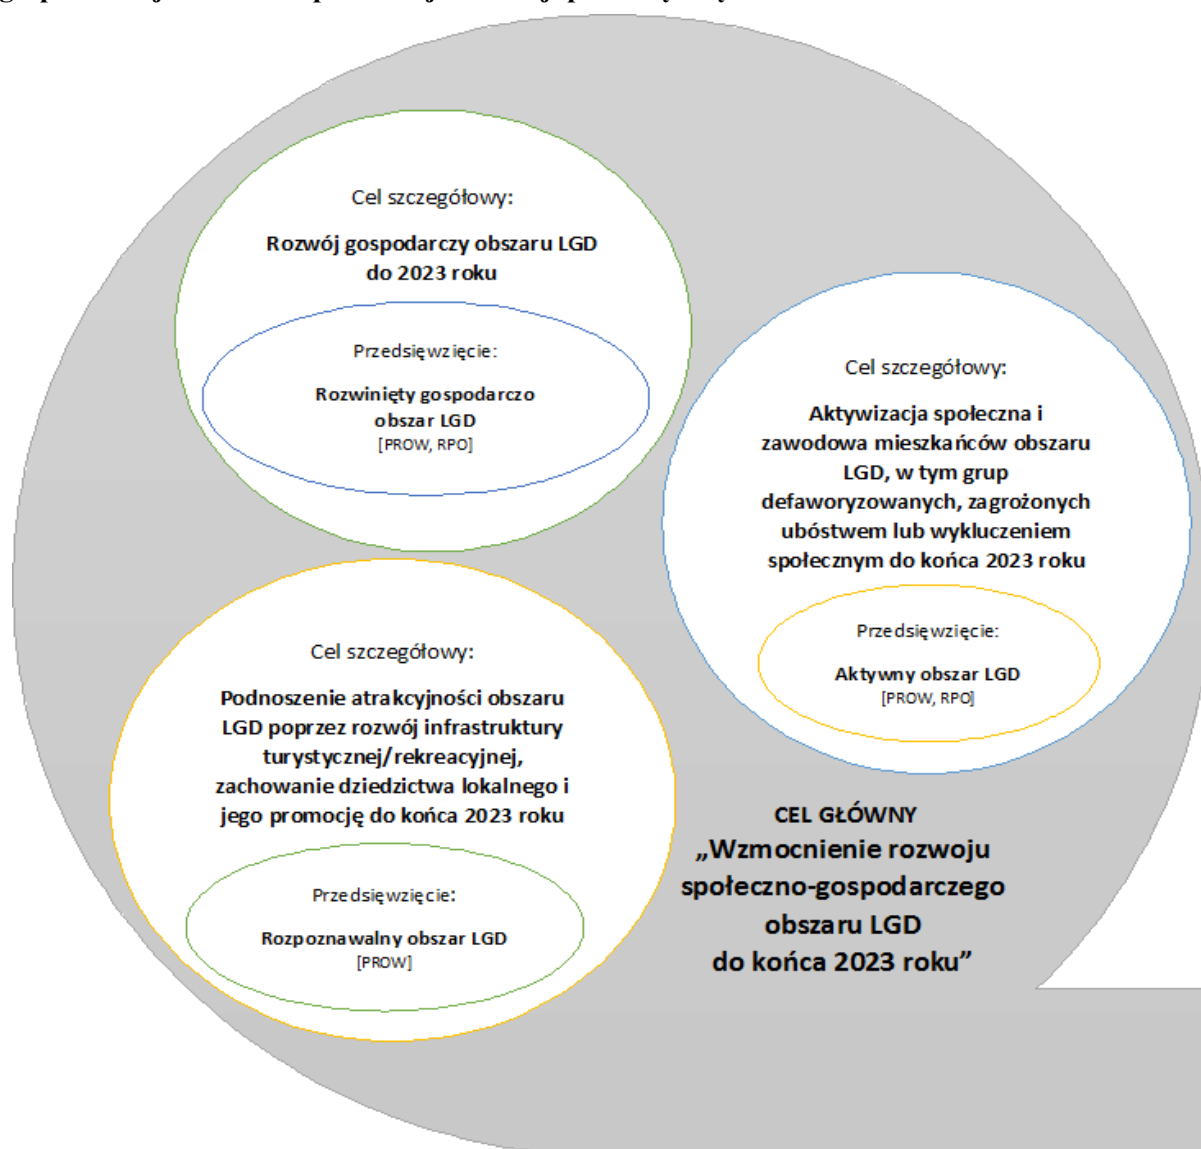 Cel szczegółowy:
Rozwój gospodarczy obszaru LGD
do 2023 roku
Przedsięwzięcie:
Rozwinięty gospodarczo
obszar LGD
[PROW, RPO]
Cel szczegółowy:
Aktywizacja społeczna i
zawodowa mieszkańców obszaru
LGD, w tym grup
defaworyzowanych, zagrożonych
ubóstwem lub wykluczeniem
społecznym do końca 2023 roku
Przedsięwzięcie:
Aktywny obszar LGD
[PROW, RPO]
Cel szczegółowy:
Podnoszenie atrakcyjności obszaru
LGD poprzez rozwój infrastruktury
turystycznej/rekreacyjnej,
zachowanie dziedzictwa lokalnego i
jego promocję do końca 2023 roku
Przedsięwzięcie:
Rozpoznawalny obszar LGD
[PROW]
CEL GŁÓWNY
„Wzmocnienie rozwoju
społeczno-gospodarczego
obszaru LGD
do końca 2023 roku”